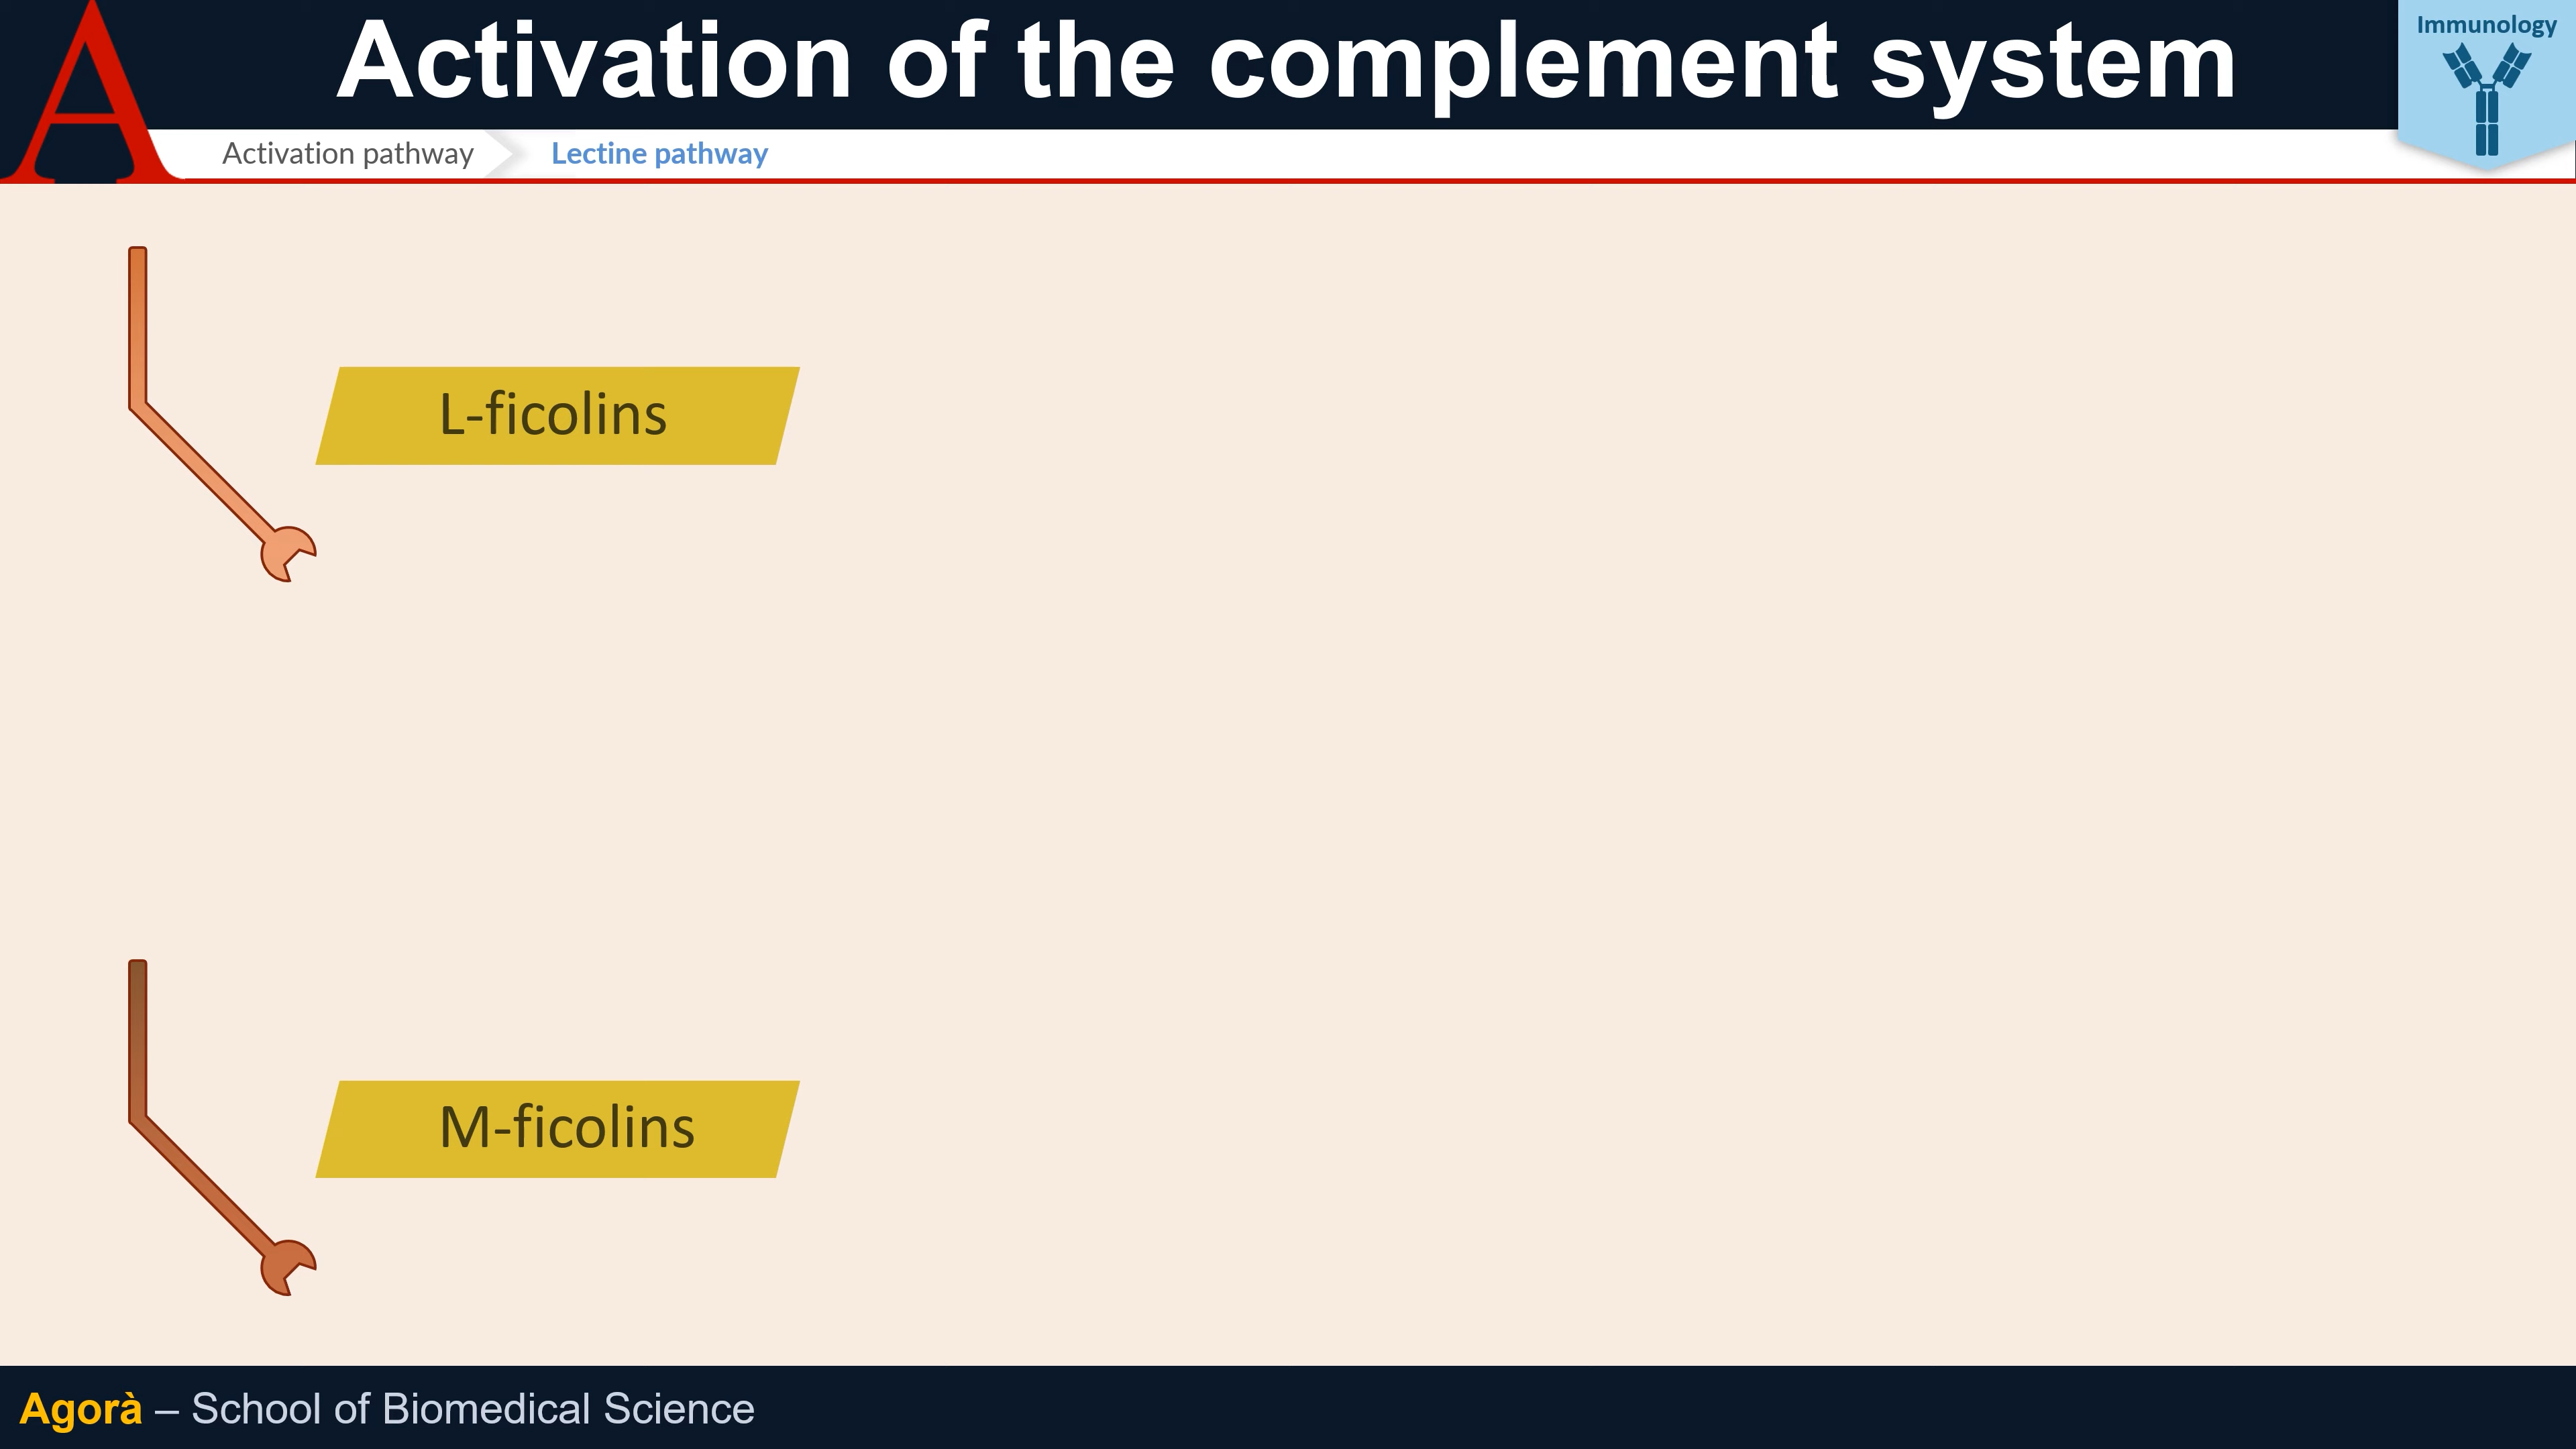 Activation of the complement system
Immunology
Activation pathway
Lectine pathway
L-ficolins
M-ficolins
Agorà – School of Biomedical Science